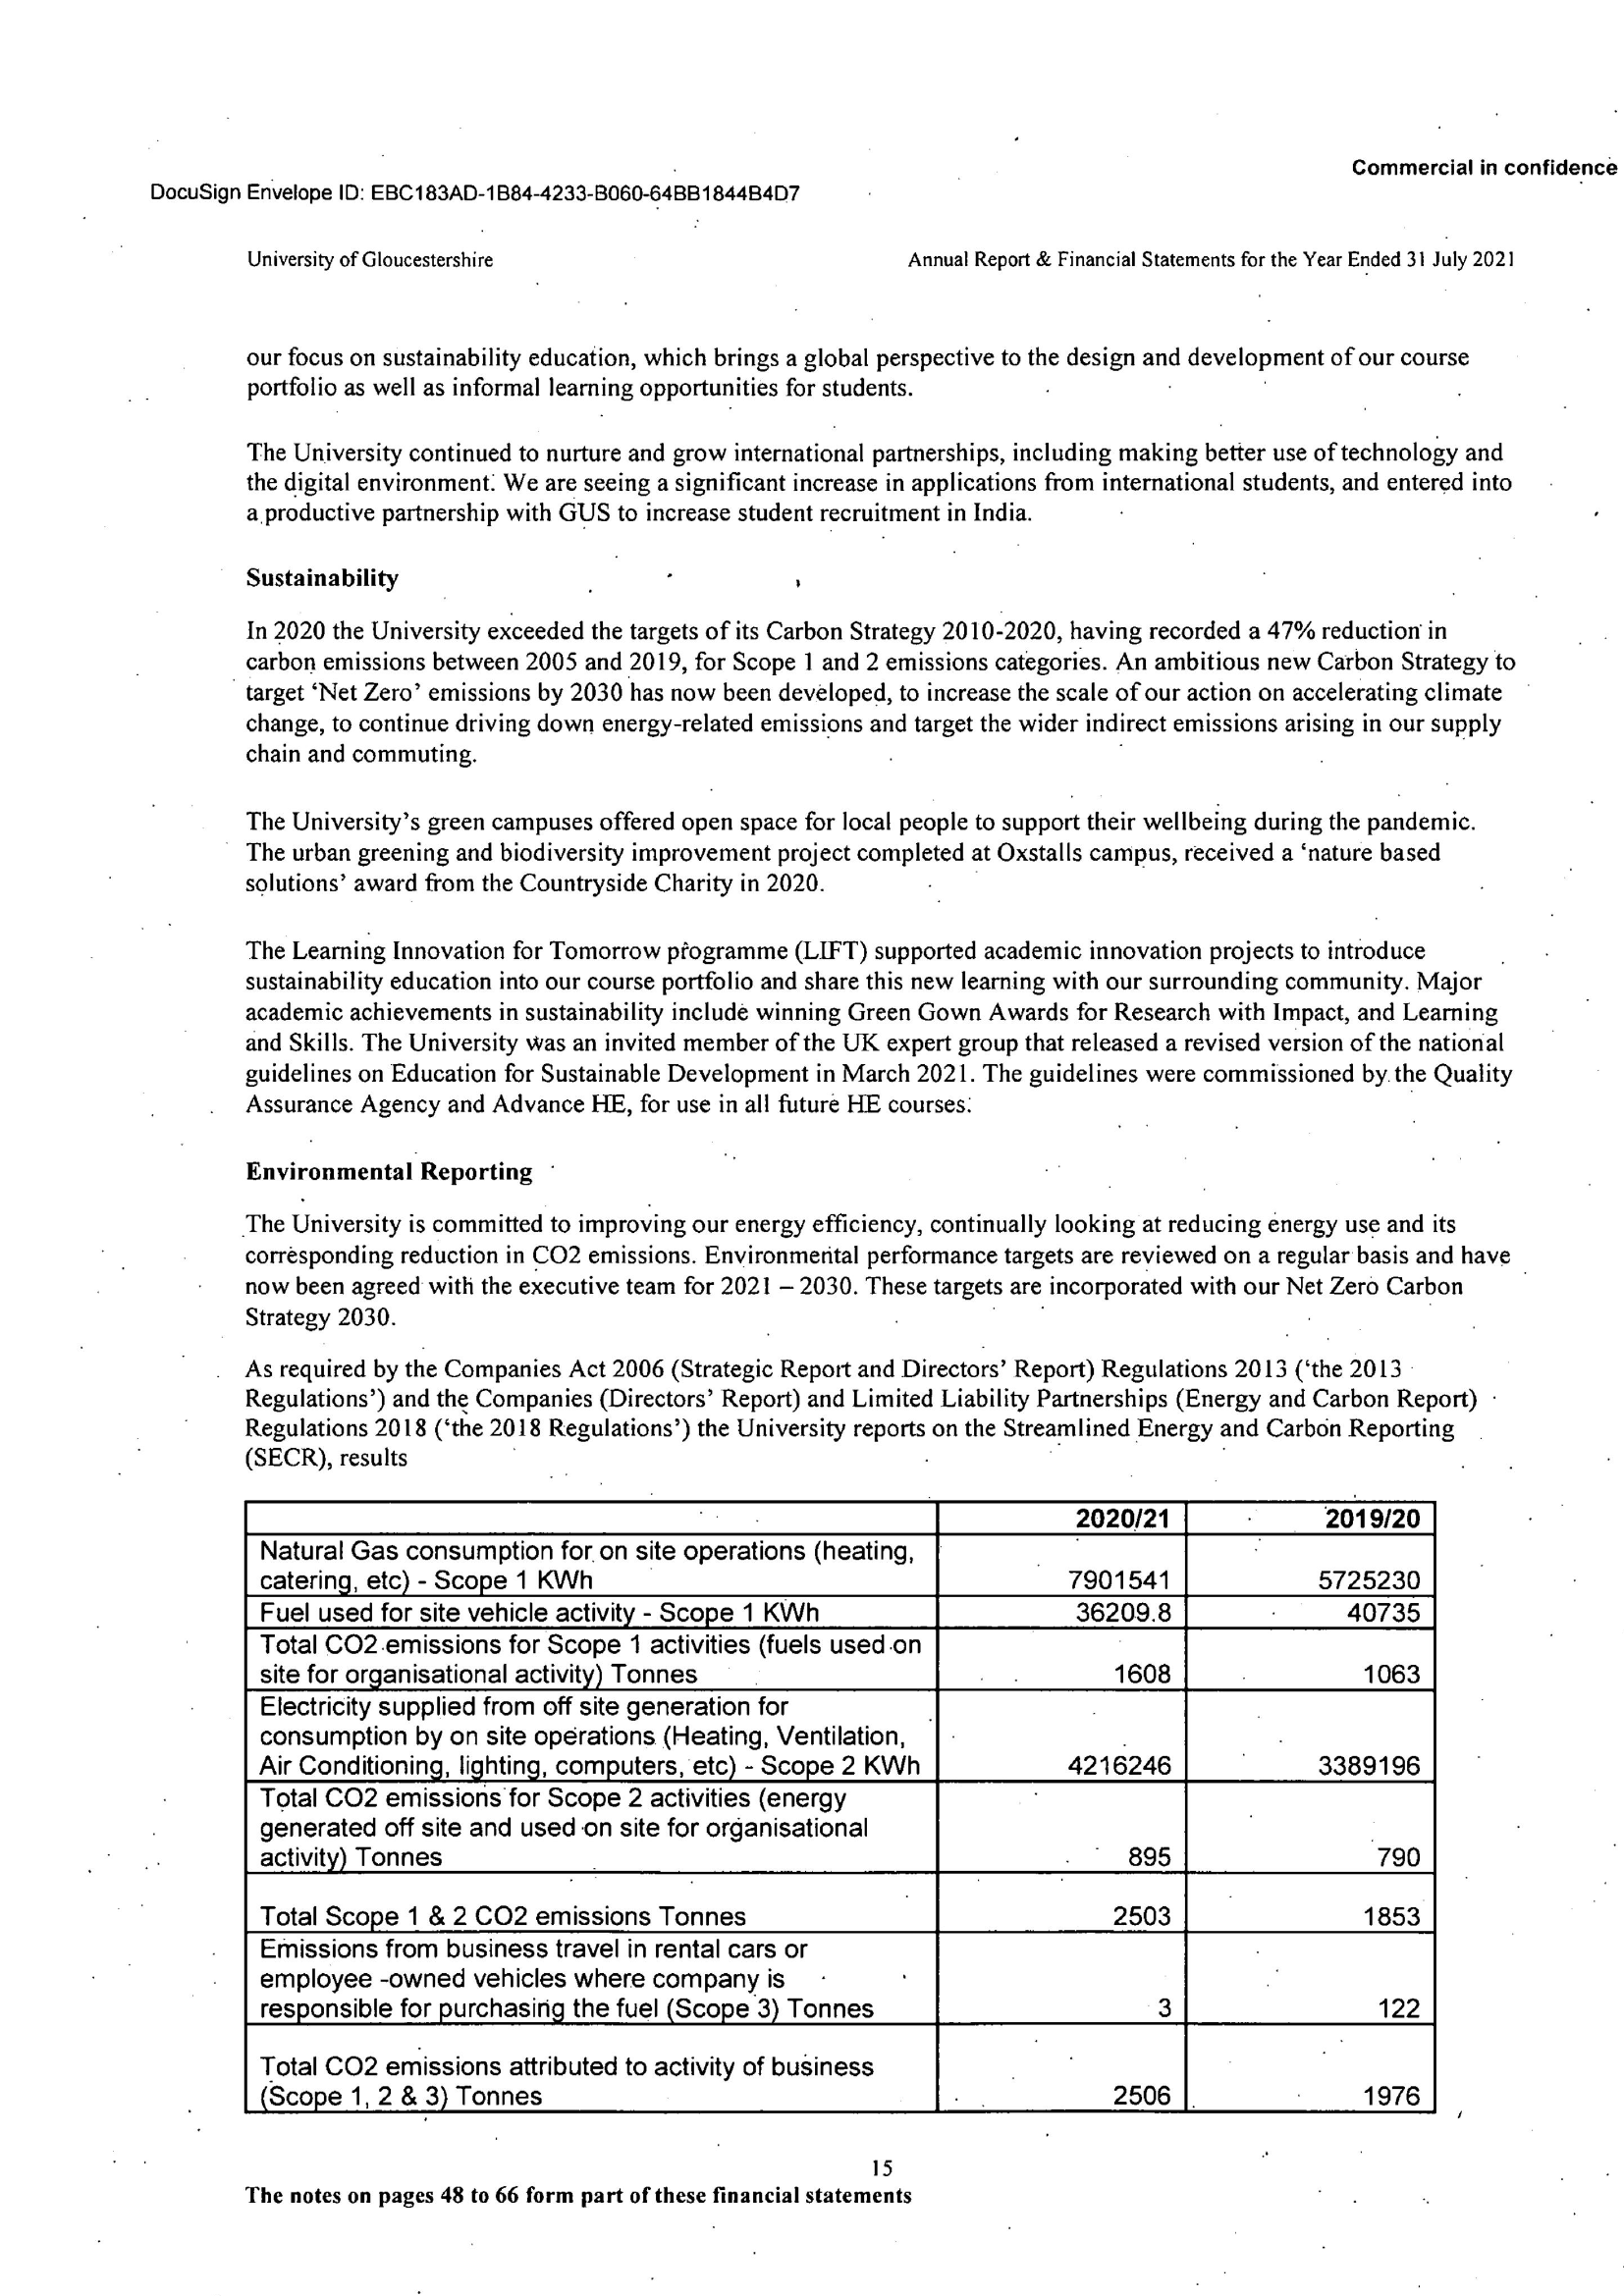 Commercial in confidence
DocuSign Envelope ID: EBC183AD-1B84-4233-B060-64BB1844B4D7
University of Gloucestershire Annual Report & Financial Statements for the Year Ended 31 July 2021
our focus on sustainability education, which brings a global perspective to the design and development of our course
portfolio as well as informal learning opportunities for students.
The University continued to nurture and grow international partnerships, including making better use of technology and
the digital environment. We are seeing a significant increase in applications from international students, and entered into
a productive partnership with GUS to increase student recruitment in India.
Sustainability
In 2020 the University exceeded the targets of its Carbon Strategy 2010-2020, having recorded a 47% reduction in
carbon emissions between 2005 and 2019, for Scope 1 and 2 emissions categories. An ambitious new Carbon Strategy to
target ‘Net Zero’ emissions by 2030 has now been developed, to increase the scale of our action on accelerating climate
change, to continue driving down energy-related emissions and target the wider indirect emissions arising in our supply
chain and commuting.
The University’s green campuses offered open space for local people to support their wellbeing during the pandemic.
The urban greening and biodiversity improvement project completed at Oxstalls campus, received a ‘nature based
solutions’ award from the Countryside Charity in 2020.
The Learning Innovation for Tomorrow programme (LIFT) supported academic innovation projects to introduce
sustainability education into our course portfolio and share this new learning with our surrounding community. Major
academic achievements in sustainability include winning Green Gown Awards for Research with Impact, and Learning
and Skills. The University was an invited member of the UK expert group that released a revised version of the national
guidelines on Education for Sustainable Development in March 2021. The guidelines were commissioned by the Quality
Assurance Agency and Advance HE, for use in all future HE courses.
Environmental Reporting
The University is committed to improving our energy efficiency, continually looking at reducing energy use and its
corresponding reduction in CO2 emissions. Environmental performance targets are reviewed on a regular basis and have
now been agreed with the executive team for 2021 – 2030. These targets are incorporated with our Net Zero Carbon
Strategy 2030.
As required by the Companies Act 2006 (Strategic Report and Directors’ Report) Regulations 2013 (‘the 2013
Regulations’) and the Companies (Directors’ Report) and Limited Liability Partnerships (Energy and Carbon Report)
Regulations 2018 (‘the 2018 Regulations’) the University reports on the Streamlined Energy and Carbon Reporting
(SECR), results
2020/21 2019/20
Natural Gas consumption for on site operations (heating,
catering, etc) - Scope 1 KWh 7901541 5725230
Fuel used for site vehicle activity - Scope 1 KWh 36209.8 40735
Total CO2 emissions for Scope 1 activities (fuels used on
site for organisational activity) Tonnes 1608 1063
Electricity supplied from off site generation for
consumption by on site operations (Heating, Ventilation,
Air Conditioning, lighting, computers, etc) - Scope 2 KWh 4216246 3389196
Total CO2 emissions for Scope 2 activities (energy
generated off site and used on site for organisational
activity) Tonnes 895 790
Total Scope 1 & 2 CO2 emissions Tonnes 2503 1853
Emissions from business travel in rental cars or
employee -owned vehicles where company is
responsible for purchasing the fuel (Scope 3) Tonnes 3 122
Total CO2 emissions attributed to activity of business
(Scope 1, 2 & 3) Tonnes 2506 1976
15
The notes on pages 48 to 66 form part of these financial statements